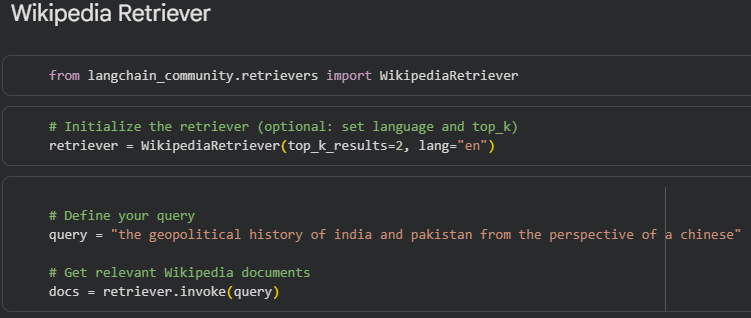 Wikipedia Retriever
from langchain_community.retrievers import WikipediaRetriever
# Initialize the retriever (optional: set language and top_k)
retriever = WikipediaRetriever(top_k_results=2, lang="en")
# Define your query
query = "the geopolitical history of india and pakistan from the perspective of a chinese"
# Get relevant Wikipedia documents
docs = retriever.invoke(query)